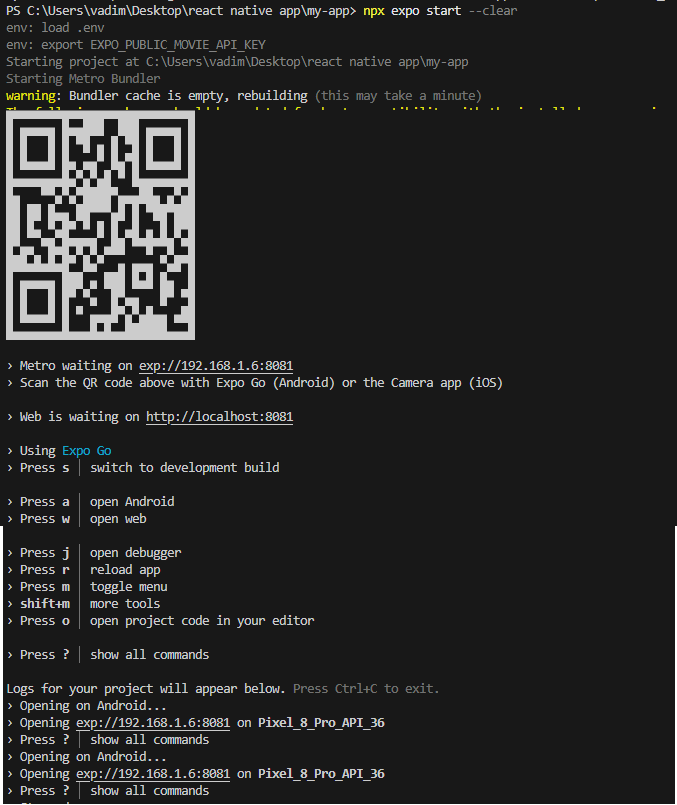 PS C:\Users\vadim\Desktop\react native app\my-app> npx expo start --clear
env: load .env
env: export EXPO_PUBLIC_MOVIE_API_KEY
Starting project at C:\Users\vadim\Desktop\react native app\my-app
Starting Metro Bundler
warning: Bundler cache is empty, rebuilding (this may take a minute)
› Metro waiting on exp://192.168.1.6:8081
› Scan the QR code above with Expo Go (Android) or the Camera app (iOS)
› Web is waiting on http://localhost:8081
› Using Expo Go
› Press s │ switch to development build
› Press a │ open Android
› Press w │ open web
› Press j │ open debugger
› Press r │ reload app
› Press m │ toggle menu
› shift+m │ more tools
› Press o │ open project code in your editor
› Press ? │ show all commands
Logs for your project will appear below. Press Ctrl+C to exit.
› Opening on Android...
› Opening exp://192.168.1.6:8081 on Pixel_8_Pro_API_36
› Press ? │ show all commands
› Opening on Android...
› Opening exp://192.168.1.6:8081 on Pixel_8_Pro_API_36
› Press ? │ show all commands